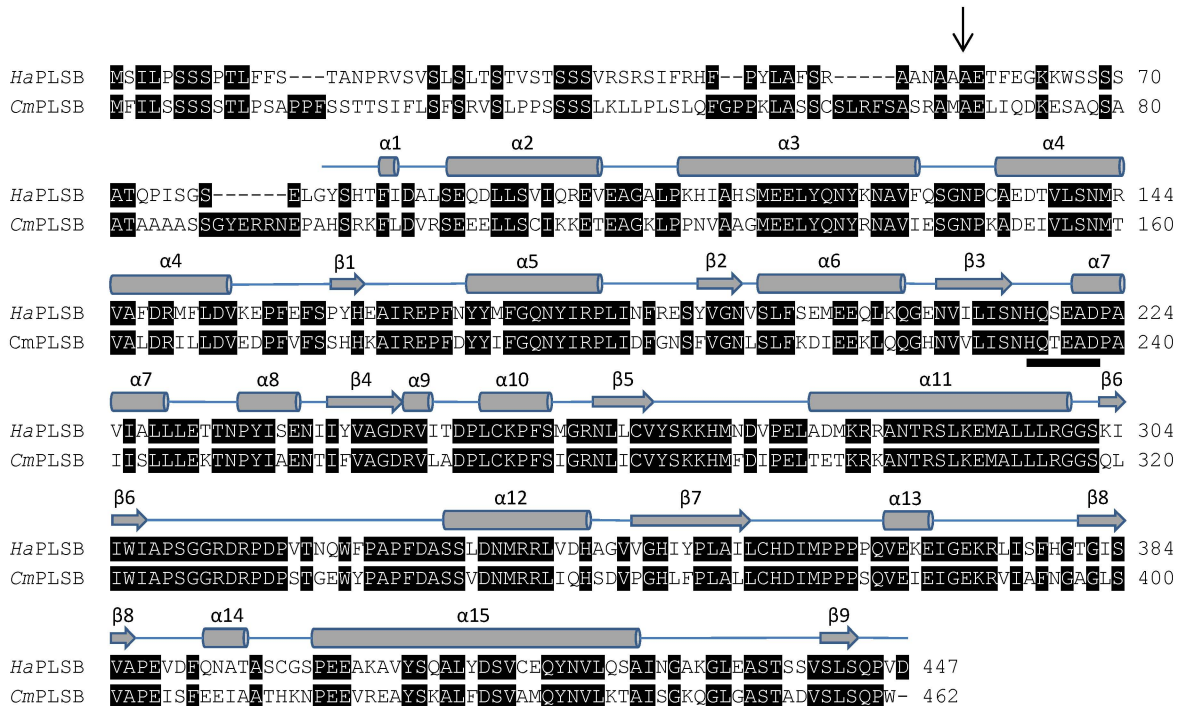 HaPLSB MSILPSSSPTLFFS---TANPRVSVSLSLTSTVSTSSSVRSRSIFRHF--PYLAFSR-----AANAAAETFEGKKWSSSS 70
CmPLSB MFILSSSSSTLPSAPPFSSTTSIFLSFSRVSLPPSSSSLKLLPLSLQFGPPKLASSCSLRFSASRAMAELIQDKESAQSA 80
α1 α2 α3 α4
HaPLSB ATQPISGS------ELGYSHTFIDALSEQDLLSVIQREVEAGALPKHIAHSMEELYQNYKNAVFQSGNPCAEDTVLSNMR 144
CmPLSB ATAAAASSGYERRNEPAHSRKFLDVRSEEELLSCIKKETEAGKLPPNVAAGMEELYQNYRNAVIESGNPKADEIVLSNMT 160
α4 β1 α5 β2 α6 β3 α7
HaPLSB VAFDRMFLDVKEPFEFSPYHEAIREPFNYYMFGQNYIRPLINFRESYVGNVSLFSEMEEQLKQGENVILISNHQSEADPA 224
CmPLSB VALDRILLDVEDPFVFSSHHKAIREPFDYYIFGQNYIRPLIDFGNSFVGNLSLFKDIEEKLQQGHNVVLISNHQTEADPA 240
α7 α8 β4 α9 α10 β5 α11 β6
HaPLSB VIALLLETTNPYISENIIYVAGDRVITDPLCKPFSMGRNLLCVYSKKHMNDVPELADMKRRANTRSLKEMALLLRGGSKI 304
CmPLSB IISLLLEKTNPYIAENTIFVAGDRVLADPLCKPFSIGRNLICVYSKKHMFDIPELTETKRKANTRSLKEMALLLRGGSQL 320
β6 α12 β7 α13 β8
HaPLSB IWIAPSGGRDRPDPVTNQWFPAPFDASSLDNMRRLVDHAGVVGHIYPLAILCHDIMPPPPQVEKEIGEKRLISFHGTGIS 384
CmPLSB IWIAPSGGRDRPDPSTGEWYPAPFDASSVDNMRRLIQHSDVPGHLFPLALLCHDIMPPPSQVEIEIGEKRVIAFNGAGLS 400
β8 α14 α15 β9
HaPLSB VAPEVDFQNATASCGSPEEAKAVYSQALYDSVCEQYNVLQSAINGAKGLEASTSSVSLSQPVD 447
CmPLSB VAPEISFEEIAATHKNPEEVREAYSKALFDSVAMQYNVLKTAISGKQGLGASTADVSLSQPW- 462